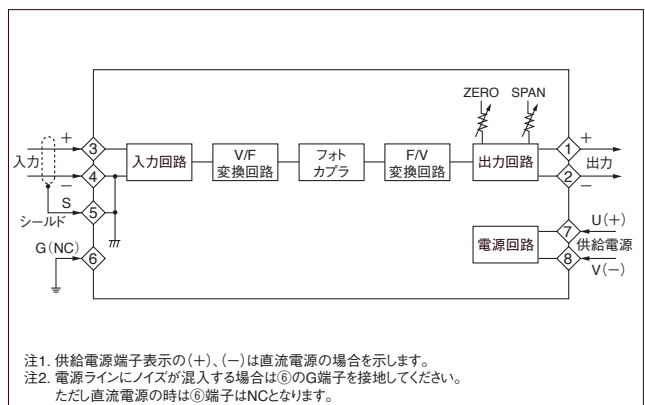 ZERO SPAN
+ ③ 入力回路 V/F変換回路 フォトカプラ F/V変換回路 出力回路 ① +
入力 出力
− ④ ② −
S ⑤
シールド
G(NC) ⑥
電源回路 ⑦ U(+)
供給電源
⑧ V(−)
注1. 供給電源端子表示の(+)、(−)は直流電源の場合を示します。
注2. 電源ラインにノイズが混入する場合は⑥のG端子を接地してください。
ただし直流電源の時は⑥端子はNCとなります。